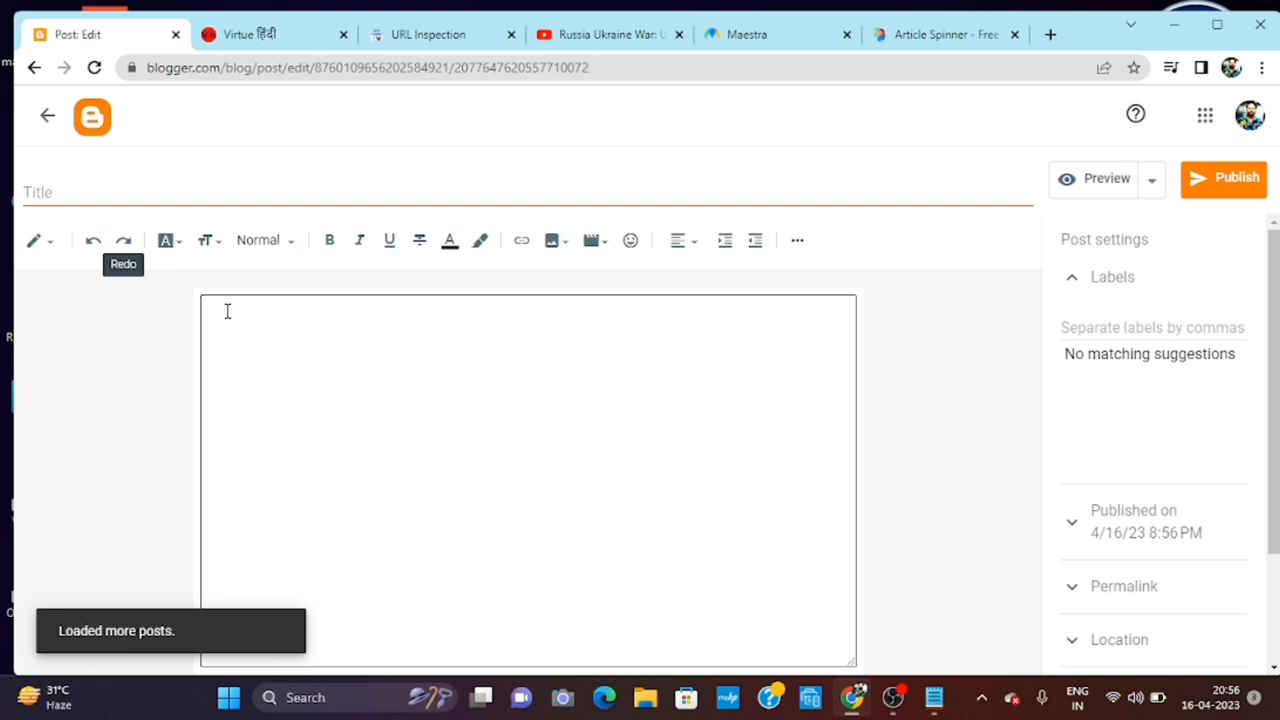 Post: Edit
Virtue हिंदी
URL Inspection
Russia Ukraine War: U
Maestra
Article Spinner - Free
blogger.com/blog/post/edit/8760109656202584921/2077647620557710072
Title
Preview
Publish
Normal
B
I
U
A
Redo
Post settings
Labels
Separate labels by commas
No matching suggestions
Published on
4/16/23 8:56 PM
Permalink
Location
Loaded more posts.
31°C
Haze
Search
ENG
IN
20:56
16-04-2023
3